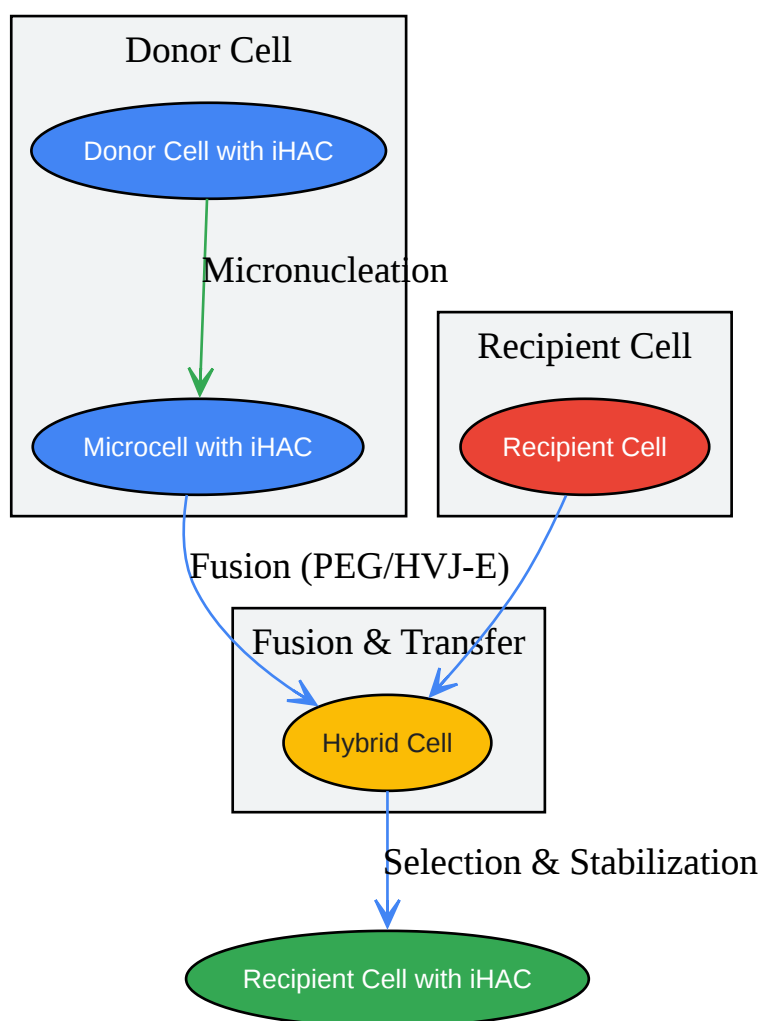 Donor Cell
Donor Cell with iHAC
Micronucleation
Recipient Cell
Microcell with iHAC
Recipient Cell
Fusion (PEG/HVJ-E)
Fusion & Transfer
Hybrid Cell
Selection & Stabilization
Recipient Cell with iHAC